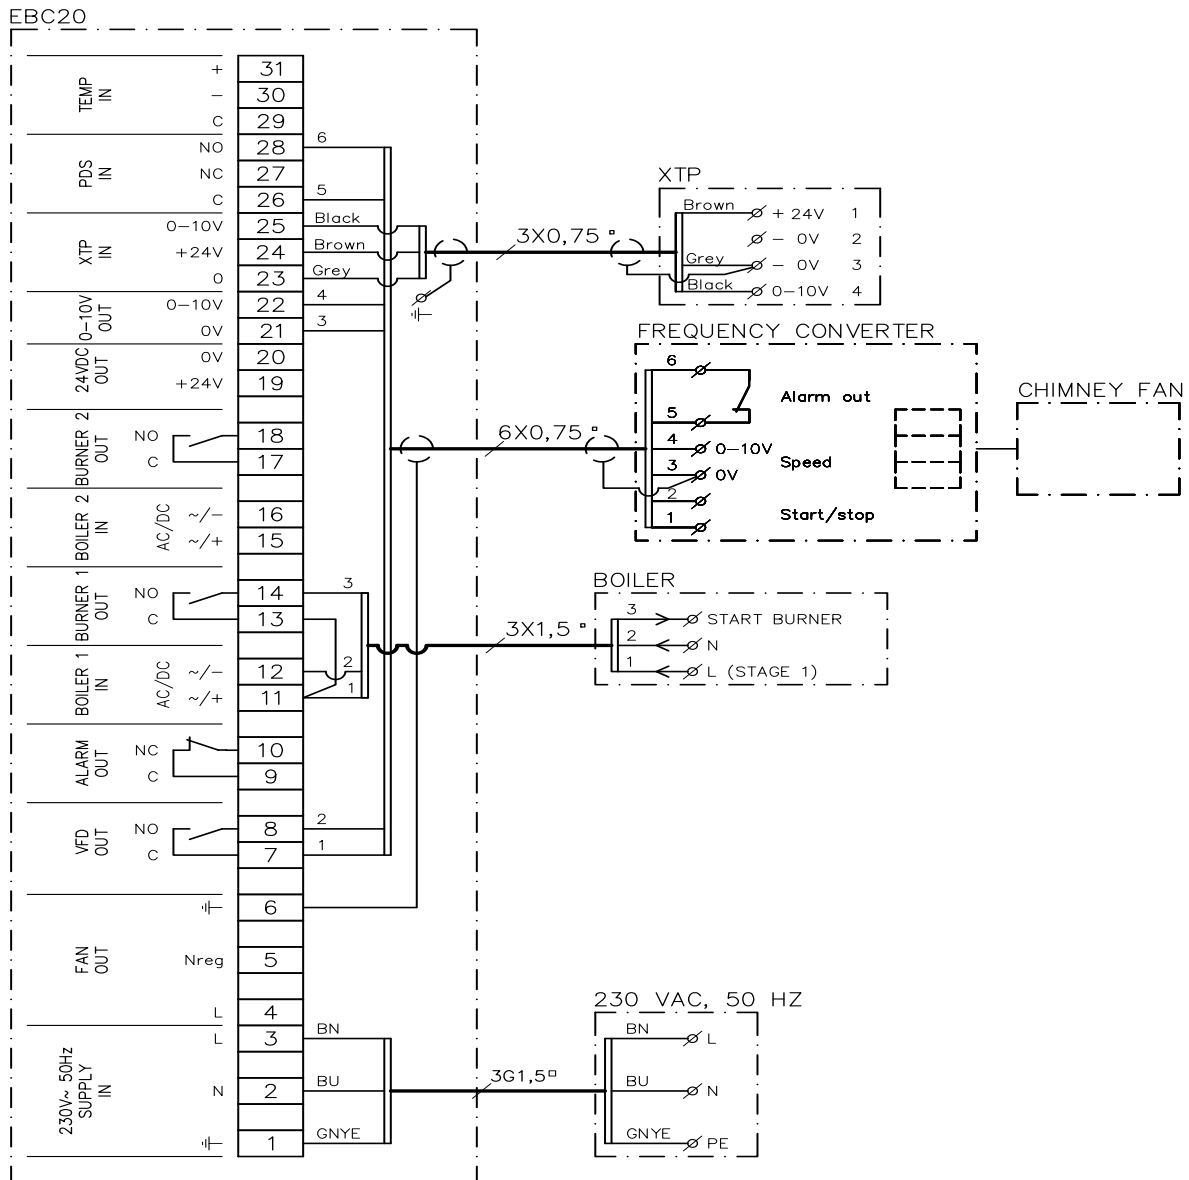 EBC20
TEMP IN
+ 31
− 30
C 29
PDS IN
NO 28 6
NC 27
C 26 5
XTP IN
0−10V 25 Black
+24V 24 Brown
0 23 Grey
0−10V OUT
0−10V 22 4
0V 21 3
24VDC OUT
0V 20
+24V 19
BURNER 2 OUT
NO 18
C 17
BOILER 2 IN
AC/DC
~/− 16
~/+ 15
BURNER 1 OUT
NO 14 3
C 13
BOILER 1 IN
AC/DC
~/− 12 2
~/+ 11 1
ALARM OUT
NC 10
C 9
VFD OUT
NO 8 2
C 7 1
FAN OUT
6
Nreg 5
L 4
230V~ 50Hz SUPPLY IN
L 3 BN
N 2 BU
1 GNYE
3X0,75 ▫
XTP
Brown + 24V 1
− 0V 2
Grey − 0V 3
Black 0−10V 4
6X0,75 ▫
FREQUENCY CONVERTER
6
Alarm out
5
4 0−10V
Speed
3 0V
2
Start/stop
1
CHIMNEY FAN
3X1,5 ▫
BOILER
3 START BURNER
2 N
1 L (STAGE 1)
3G1,5▫
230 VAC, 50 HZ
BN L
BU N
GNYE PE